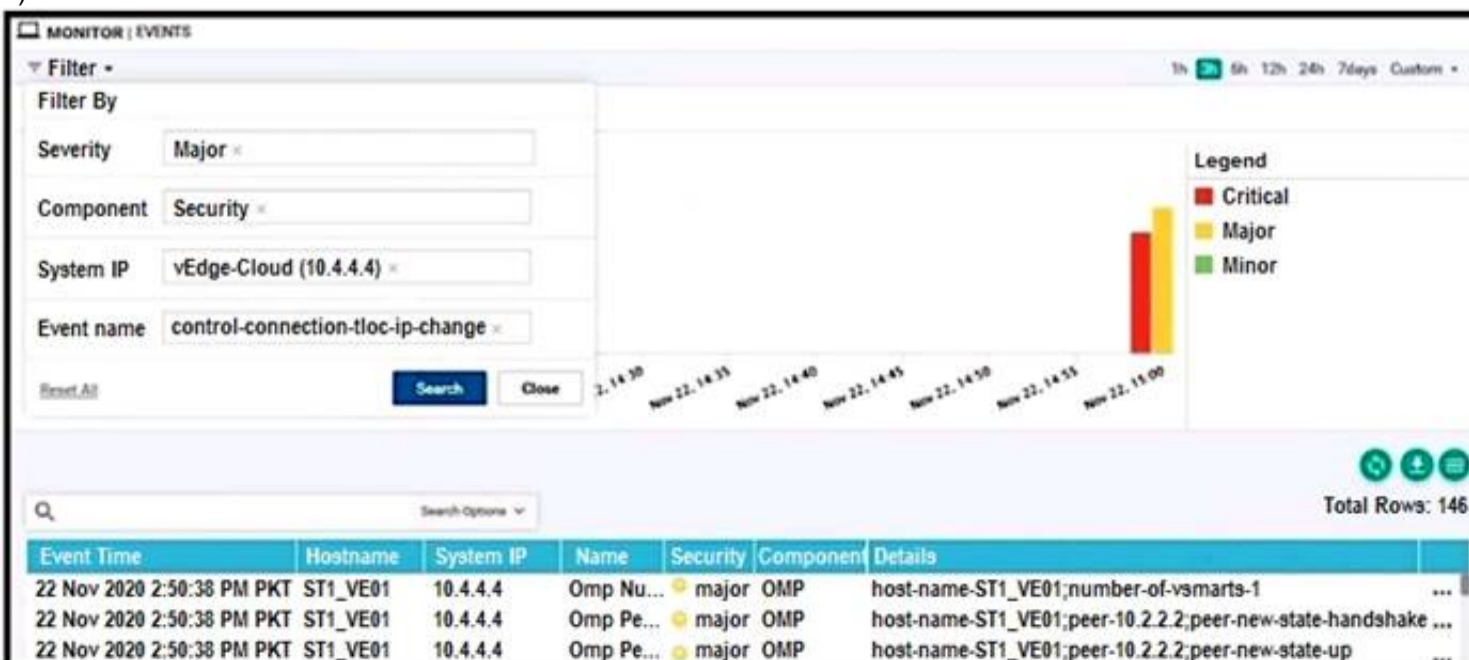 MONITOR | EVENTS
Filter
1h 3h 6h 12h 24h 7days Custom
Filter By
Severity Major ×
Component Security ×
System IP vEdge-Cloud (10.4.4.4) ×
Event name control-connection-tloc-ip-change ×
Reset All Search Close
Legend
Critical
Major
Minor
2, 14:30 Nov 22, 14:35 Nov 22, 14:40 Nov 22, 14:45 Nov 22, 14:50 Nov 22, 14:55 Nov 22, 15:00
Search Options
Total Rows: 146
Event Time Hostname System IP Name Security Component Details
22 Nov 2020 2:50:38 PM PKT ST1_VE01 10.4.4.4 Omp Nu... major OMP host-name-ST1_VE01;number-of-vsmarts-1 ...
22 Nov 2020 2:50:38 PM PKT ST1_VE01 10.4.4.4 Omp Pe... major OMP host-name-ST1_VE01;peer-10.2.2.2;peer-new-state-handshake ...
22 Nov 2020 2:50:38 PM PKT ST1_VE01 10.4.4.4 Omp Pe... major OMP host-name-ST1_VE01;peer-10.2.2.2;peer-new-state-up ...